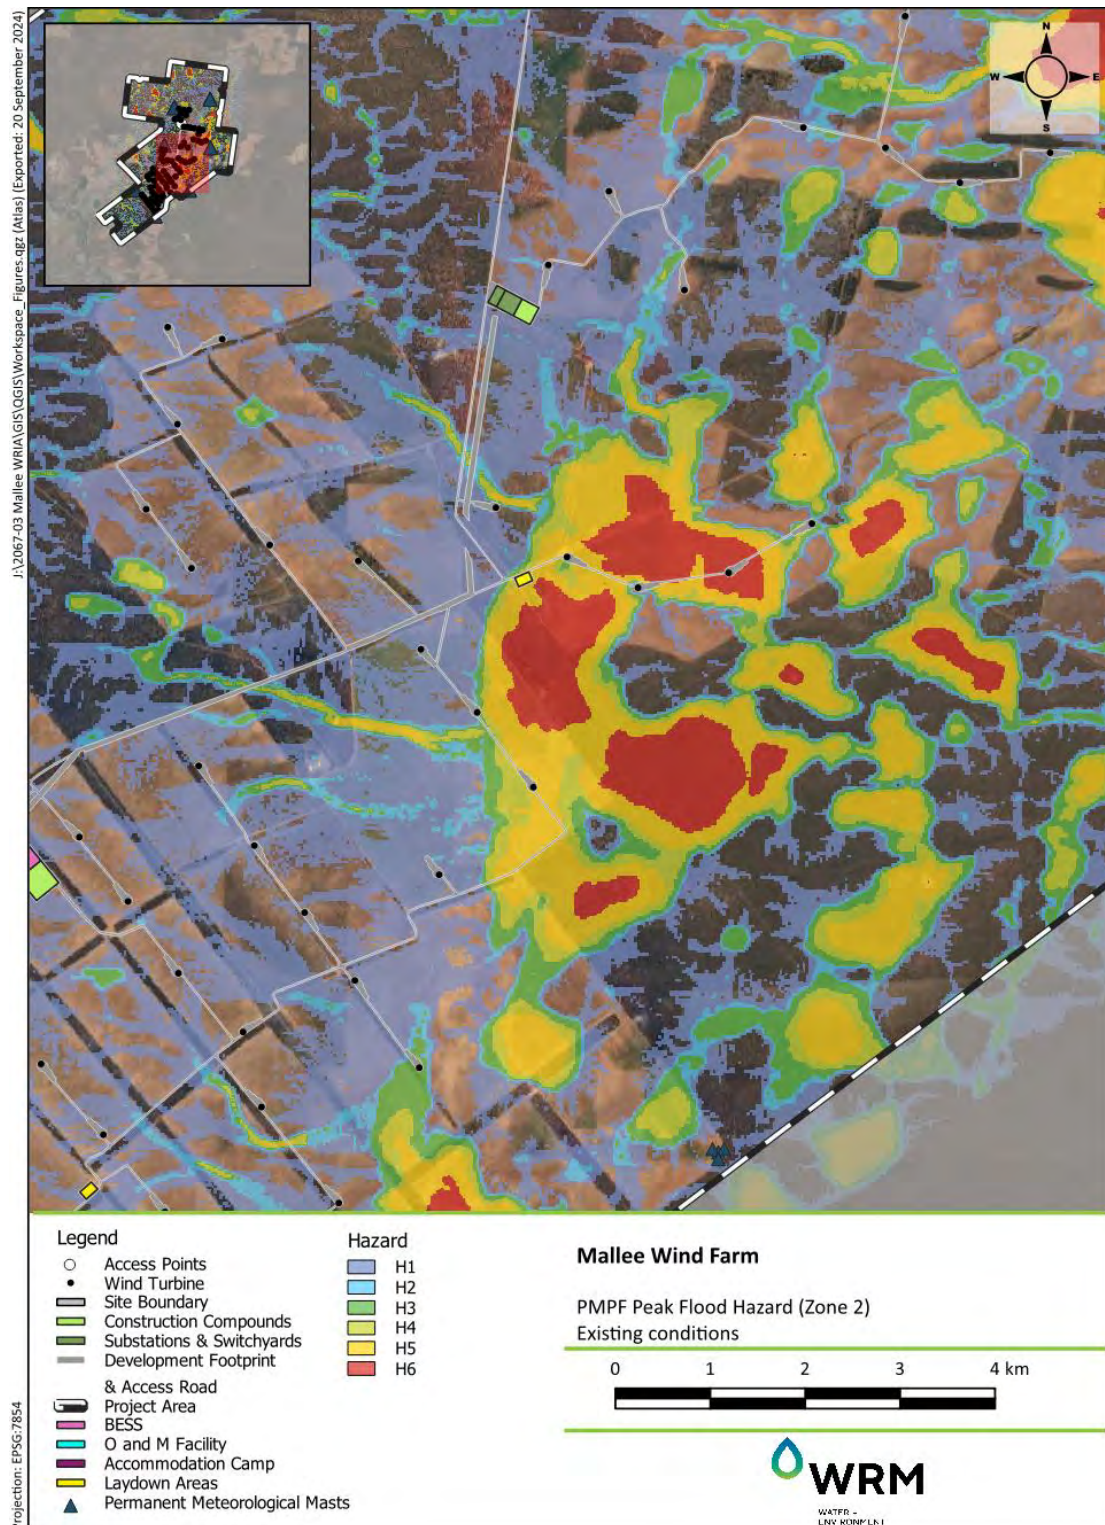 J:\2067-03 Mallee WRIA\GIS\QGIS\Workspace_Figures.qgz (Atlas) (Exported: 20 September 2024)
N
W
E
S
Legend
Access Points
Wind Turbine
Site Boundary
Construction Compounds
Substations & Switchyards
Development Footprint
& Access Road
Project Area
BESS
O and M Facility
Accommodation Camp
Laydown Areas
Permanent Meteorological Masts
Hazard
H1
H2
H3
H4
H5
H6
Mallee Wind Farm
PMPF Peak Flood Hazard (Zone 2)
Existing conditions
0 1 2 3 4 km
WRM
WATER +
ENVIRONMENT
Projection: EPSG:7854